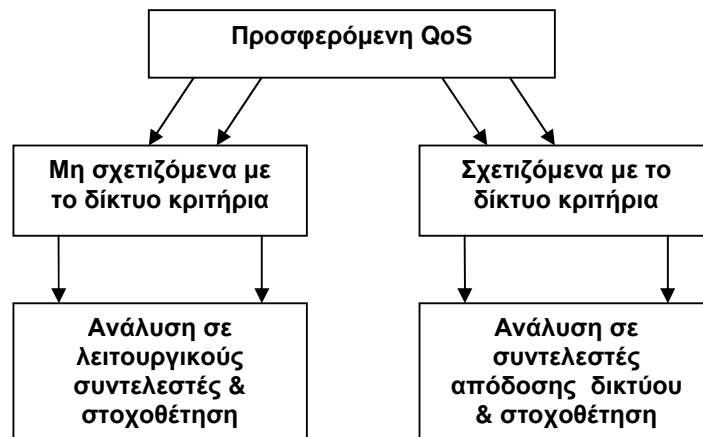 Προσφερόμενη QoS
Μη σχετιζόμενα με
το δίκτυο κριτήρια
Σχετιζόμενα με το
δίκτυο κριτήρια
Ανάλυση σε
λειτουργικούς
συντελεστές &
στοχοθέτηση
Ανάλυση σε
συντελεστές
απόδοσης δικτύου
& στοχοθέτηση